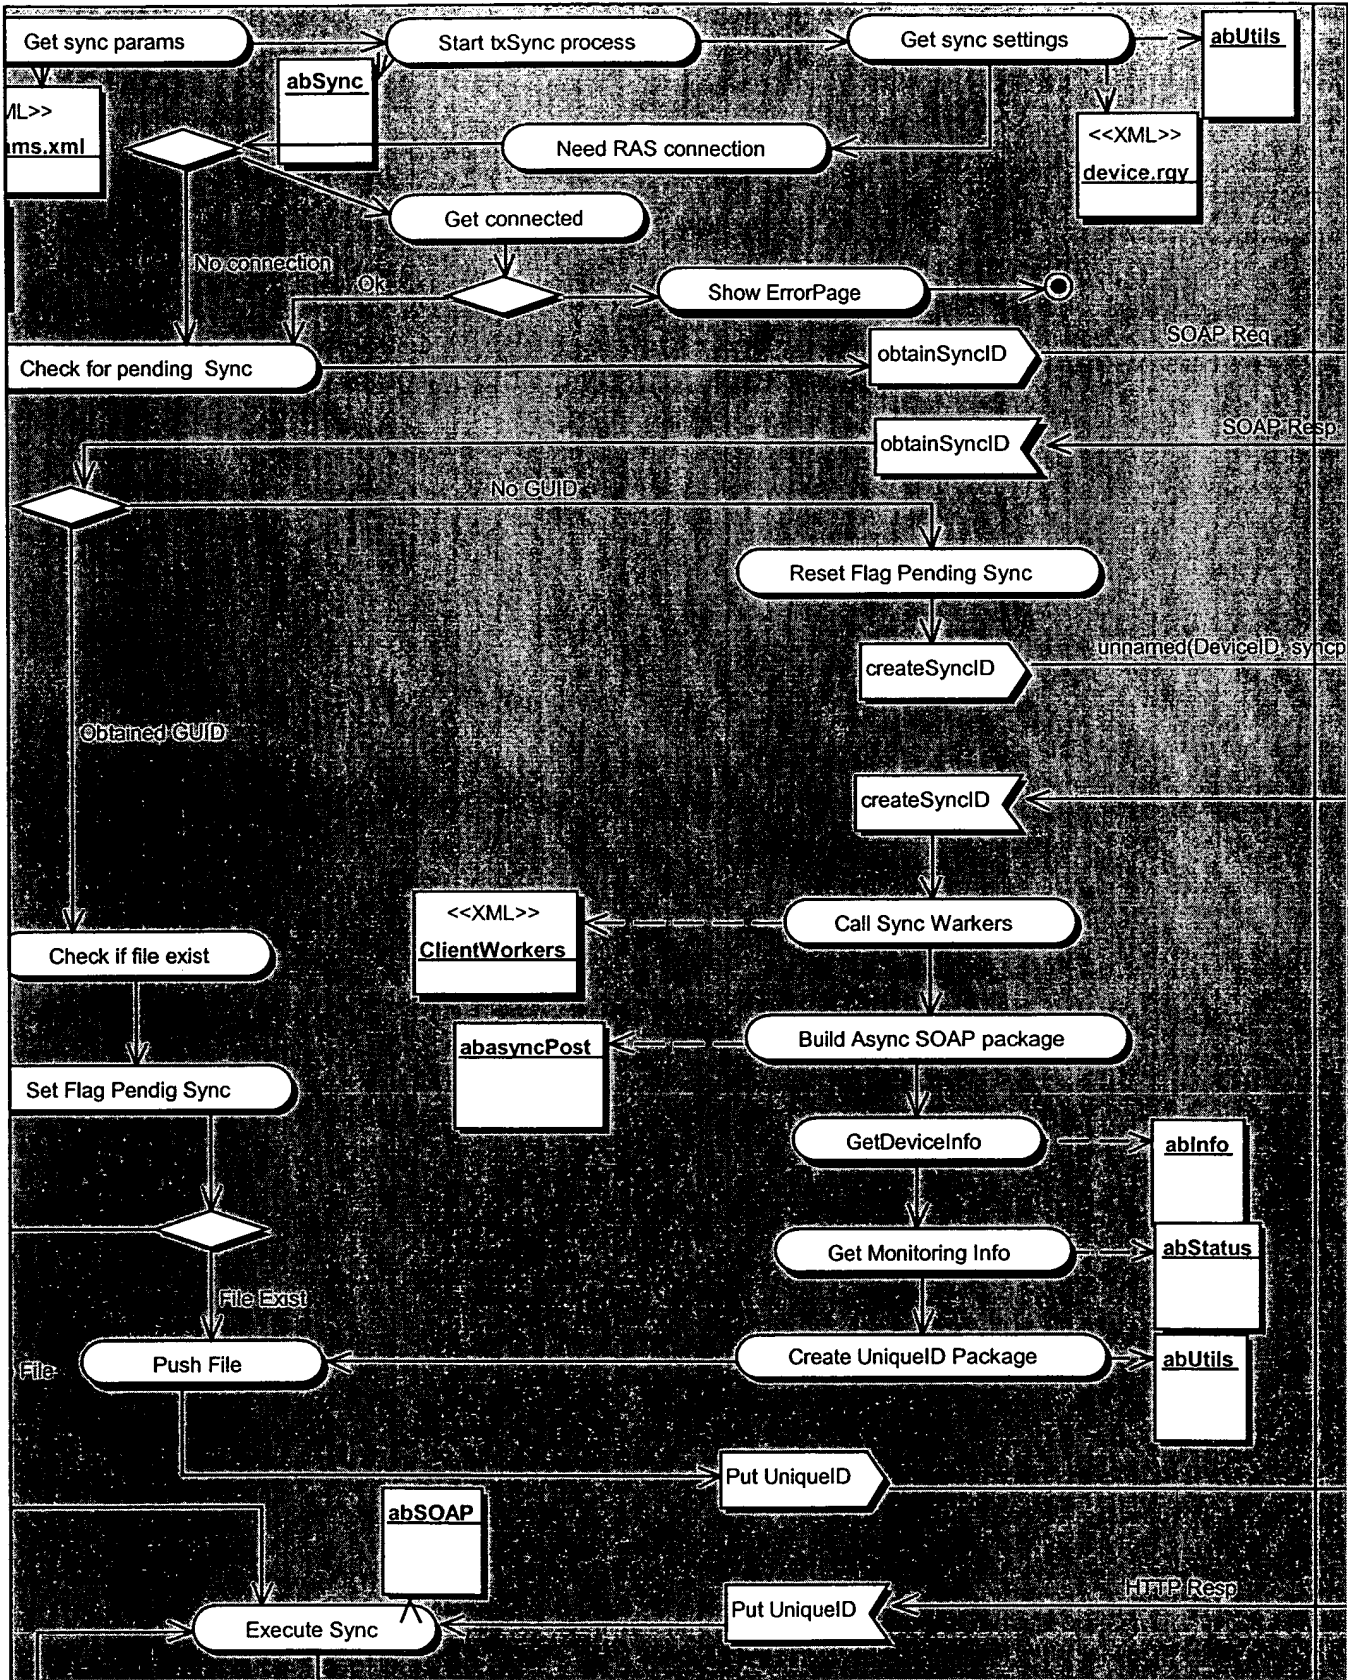 Get sync params
Start txSync process
Get sync settings
abUtils
abSync
ML>>
ams.xml
<<XML>>
device.rgy
Need RAS connection
Get connected
No connection
Ok
Show ErrorPage
Check for pending Sync
obtainSyncID
SOAP Req
obtainSyncID
SOAP Resp
No GUID
Reset Flag Pending Sync
createSyncID
unnamed(DeviceID, syncp
Obtained GUID
createSyncID
<<XML>>
ClientWorkers
Call Sync Warkers
Check if file exist
abasyncPost
Build Async SOAP package
Set Flag Pendig Sync
GetDeviceInfo
abInfo
Get Monitoring Info
abStatus
File Exist
File
Push File
Create UniqueID Package
abUtils
Put UniqueID
abSOAP
HTTP Resp
Put UniqueID
Execute Sync